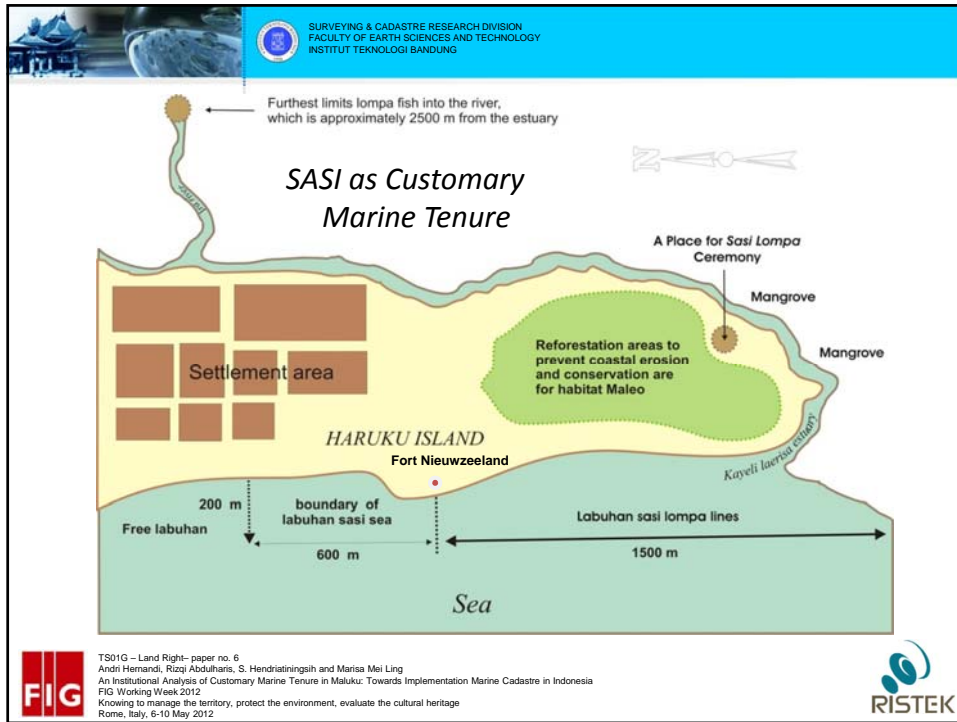 SURVEYING & CADASTRE RESEARCH DIVISION
FACULTY OF EARTH SCIENCES AND TECHNOLOGY
INSTITUT TEKNOLOGI BANDUNG
Furthest limits lompa fish into the river,
which is approximately 2500 m from the estuary
SASI as Customary
Marine Tenure
N
A Place for Sasi Lompa
Ceremony
Mangrove
Mangrove
Reforestation areas to
prevent coastal erosion
and conservation are
for habitat Maleo
Settlement area
HARUKU ISLAND
Fort Nieuwzeeland
Kayeli laerisa estuary
200 m
Free labuhan
boundary of
labuhan sasi sea
600 m
Labuhan sasi lompa lines
1500 m
Sea
FIG
TS01G – Land Right– paper no. 6
Andri Hernandi, Rizqi Abdulharis, S. Hendriatiningsih and Marisa Mei Ling
An Institutional Analysis of Customary Marine Tenure in Maluku: Towards Implementation Marine Cadastre in Indonesia
FIG Working Week 2012
Knowing to manage the territory, protect the environment, evaluate the cultural heritage
Rome, Italy, 6-10 May 2012
RISTEK